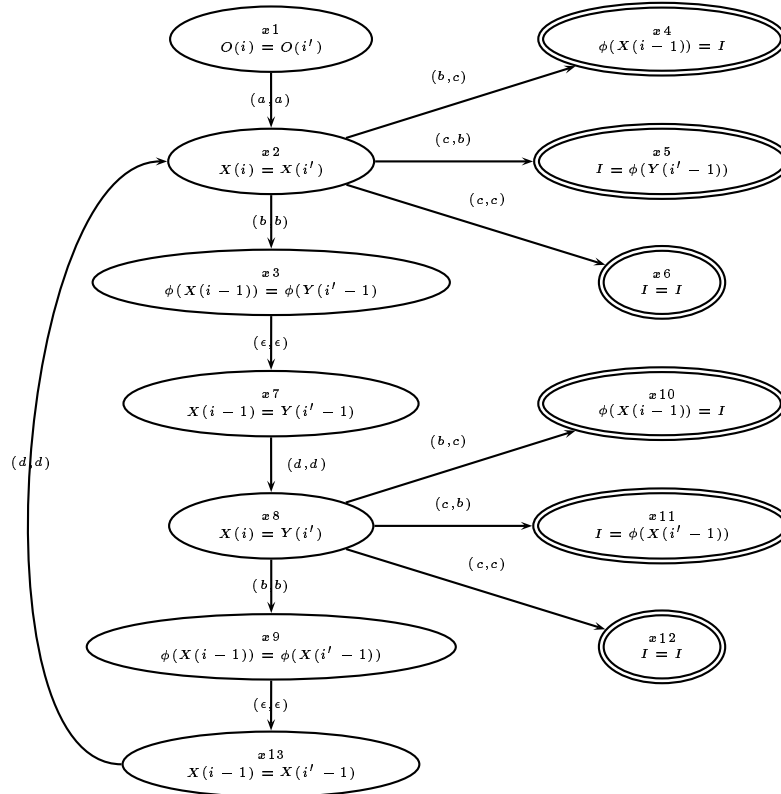 x1
O(i) = O(i′)
x4
ϕ(X(i − 1)) = I
(b, c)
(a, a)
(c, b)
x2
X(i) = X(i′)
x5
I = ϕ(Y(i′ − 1))
(c, c)
(b, b)
x3
ϕ(X(i − 1)) = ϕ(Y(i′ − 1)
x6
I = I
(ϵ, ϵ)
x7
X(i − 1) = Y(i′ − 1)
x10
ϕ(X(i − 1)) = I
(b, c)
(d, d)
(d, d)
(c, b)
x8
X(i) = Y(i′)
x11
I = ϕ(X(i′ − 1))
(c, c)
(b, b)
x9
ϕ(X(i − 1)) = ϕ(X(i′ − 1))
x12
I = I
(ϵ, ϵ)
x13
X(i − 1) = X(i′ − 1)